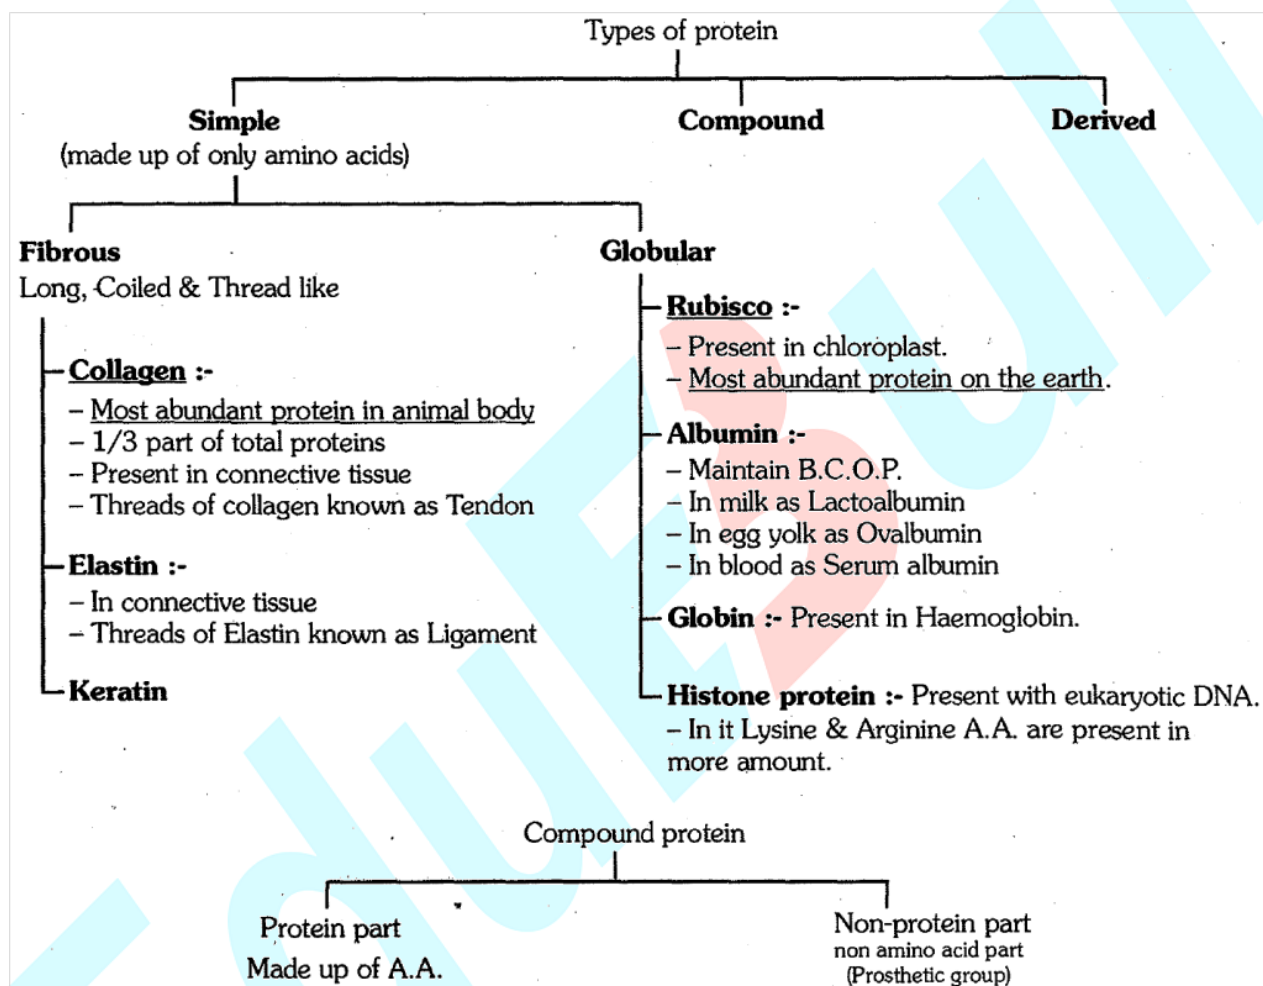 Types of protein
Simple
(made up of only amino acids)
Compound
Derived
Fibrous
Long, Coiled & Thread like
Collagen :-
– Most abundant protein in animal body
– 1/3 part of total proteins
– Present in connective tissue
– Threads of collagen known as Tendon
Elastin :-
– In connective tissue
– Threads of Elastin known as Ligament
Keratin
Globular
Rubisco :-
– Present in chloroplast.
– Most abundant protein on the earth.
Albumin :-
– Maintain B.C.O.P.
– In milk as Lactoalbumin
– In egg yolk as Ovalbumin
– In blood as Serum albumin
Globin :- Present in Haemoglobin.
Histone protein :- Present with eukaryotic DNA.
– In it Lysine & Arginine A.A. are present in
more amount.
Compound protein
Protein part
Made up of A.A.
Non-protein part
non amino acid part
(Prosthetic group)